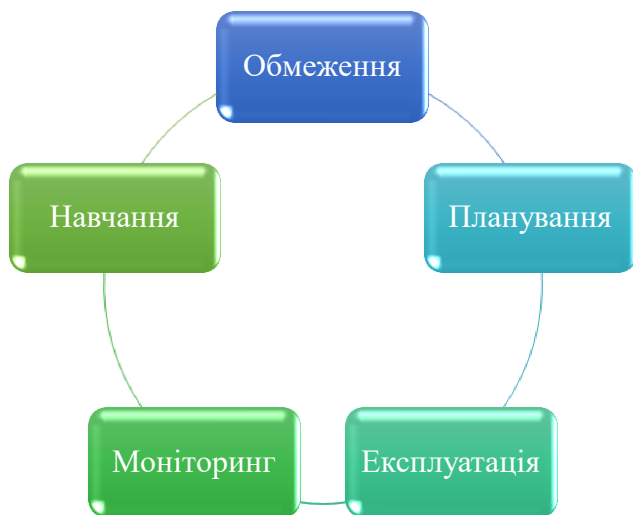 Обмеження
Планування
Експлуатація
Моніторинг
Навчання